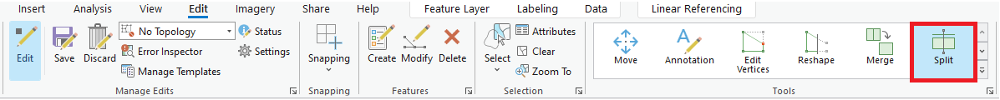 Insert Analysis View Edit Imagery Share Help Feature Layer Labeling Data Linear Referencing
Edit
Save
Discard
No Topology
Error Inspector
Manage Templates
Status
Settings
Manage Edits
Snapping
Snapping
Create
Modify
Delete
Features
Select
Attributes
Clear
Zoom To
Selection
Move
Annotation
Edit
Vertices
Reshape
Merge
Split
Tools